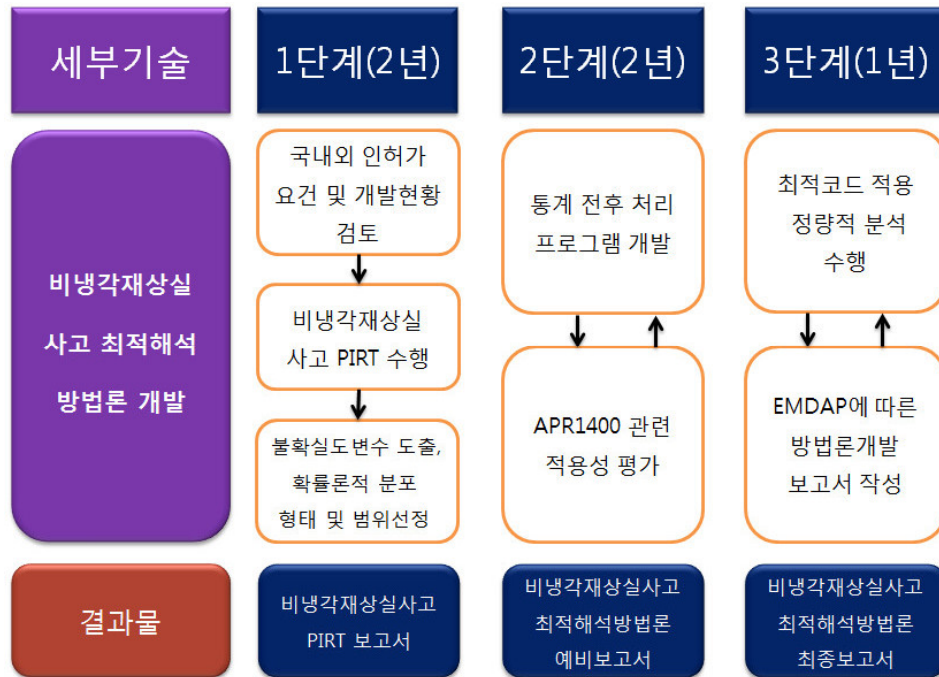 세부기술
1단계(2년)
2단계(2년)
3단계(1년)
비냉각재상실
사고 최적해석
방법론 개발
국내외 인허가
요건 및 개발현황
검토
비냉각재상실
사고 PIRT 수행
불확실도변수 도출,
확률론적 분포
형태 및 범위선정
통계 전후 처리
프로그램 개발
APR1400 관련
적용성 평가
최적코드 적용
정량적 분석
수행
EMDAP에 따른
방법론개발
보고서 작성
결과물
비냉각재상실사고
PIRT 보고서
비냉각재상실사고
최적해석방법론
예비보고서
비냉각재상실사고
최적해석방법론
최종보고서